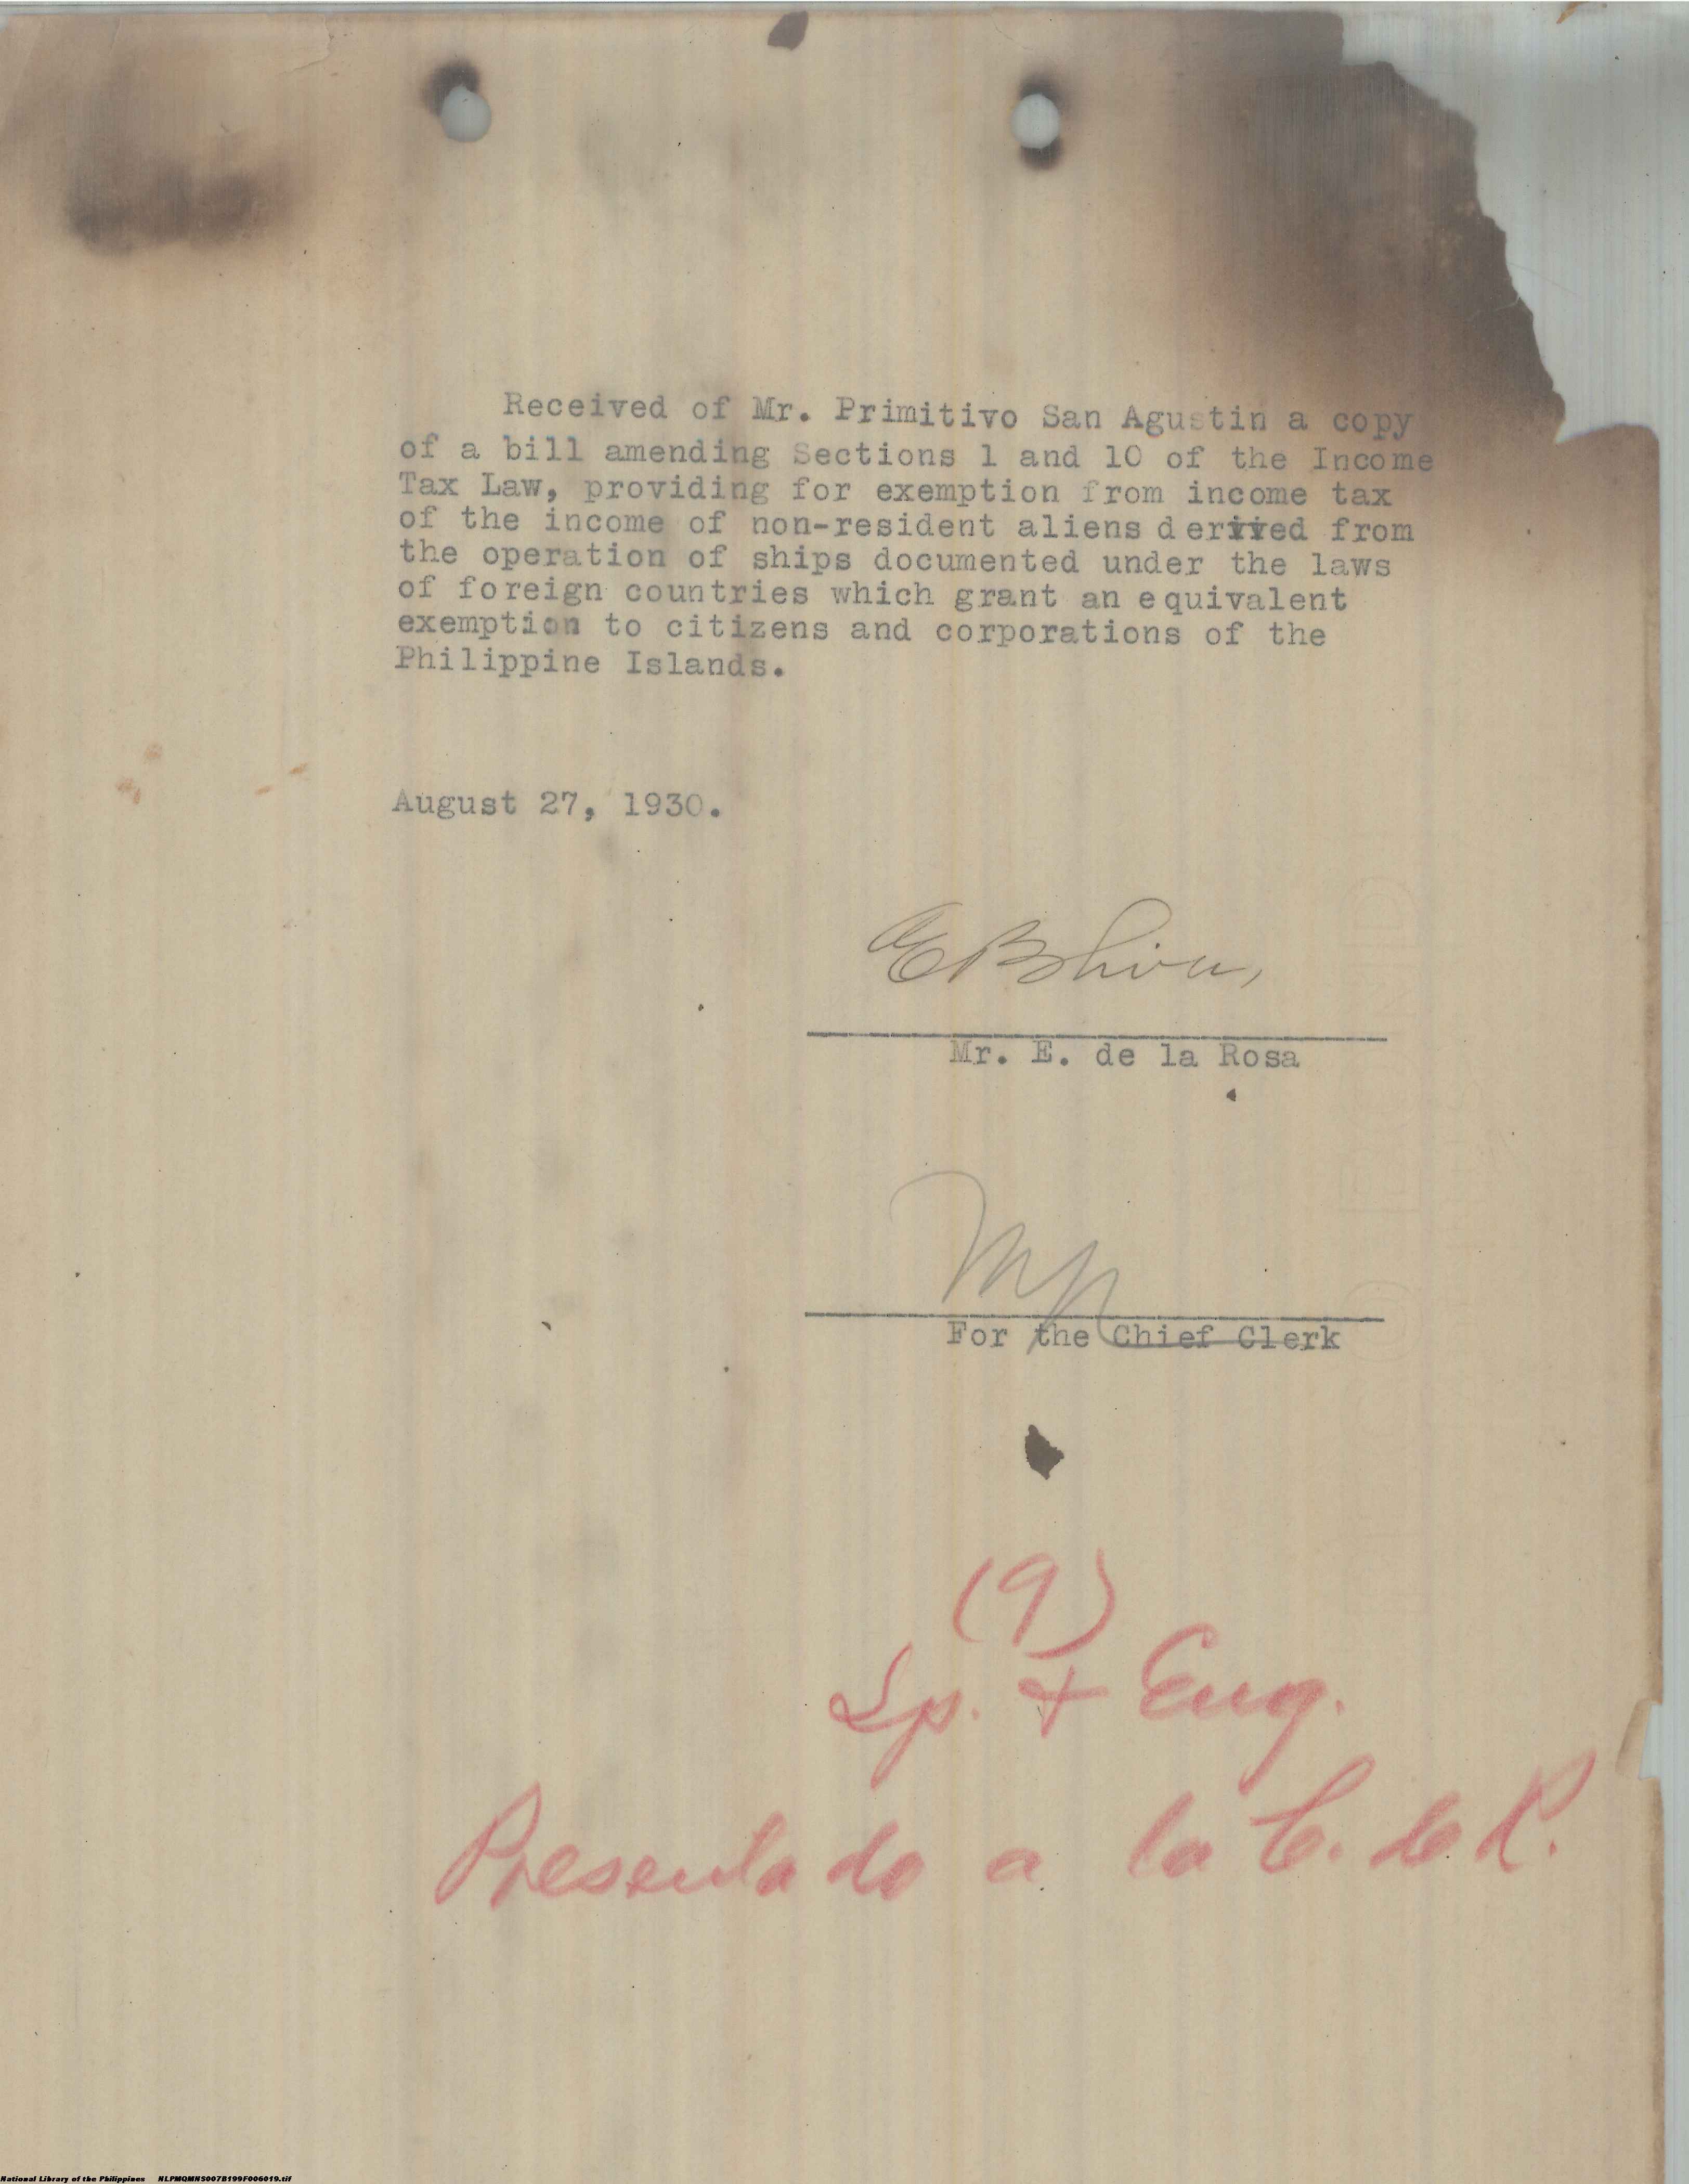 Received of Mr. Primitivo San Agustin a copy
of a bill amending Sections 1 and 10 of the Income
Tax Law, providing for exemption from income tax
of the income of non-resident aliens derived from
the operation of ships documented under the laws
of foreign countries which grant an equivalent
exemption to citizens and corporations of the
Philippine Islands.
August 27, 1930.
Mr. E. de la Rosa
For the Chief Clerk
(9)
Sp. + Eng.
Presentado a la C. de R.
National Library of the Philippines NLPMQMNS007B199F006019.tif